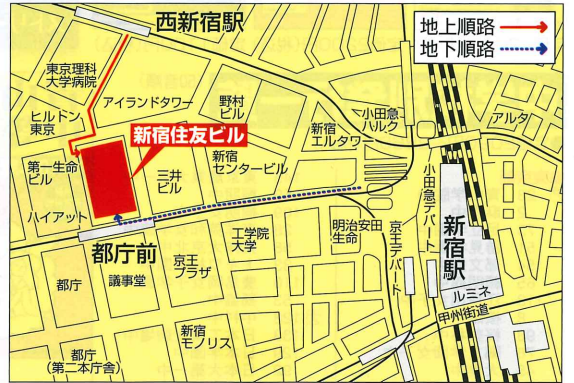 西新宿駅
地上順路
地下順路
東京理科
大学病院
アイランドタワー
野村
ビル
小田急
ハルク
アルタ
ヒルトン
東京
新宿住友ビル
新宿
エルタワー
第一生命
ビル
三井
ビル
新宿
センタービル
小田急デパート
ハイアット
都庁前
工学院
大学
明治安田
生命
京王デパート
新宿駅
都庁
議事堂
京王
プラザ
ルミネ
甲州街道
新宿
モノリス
都庁
(第二本庁舎)